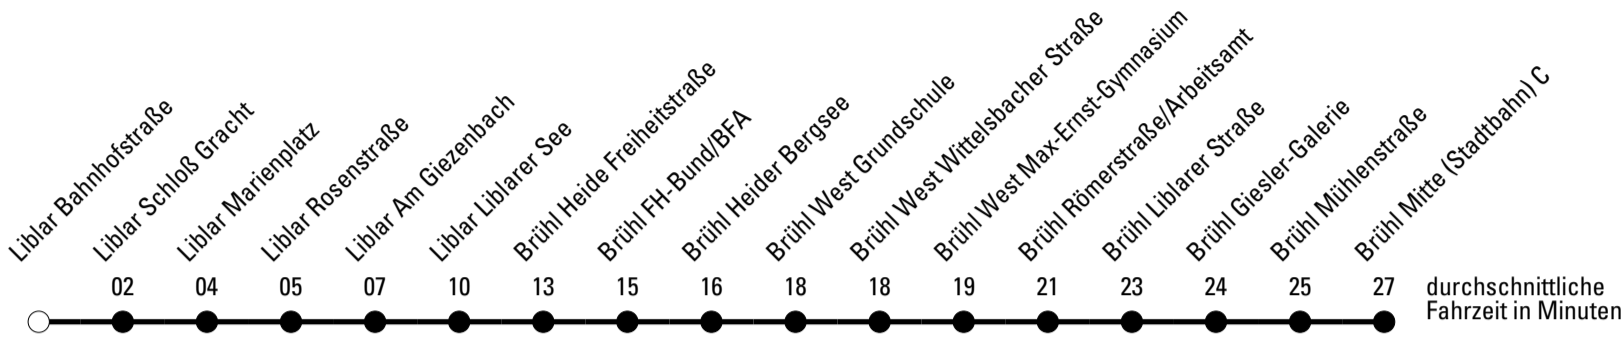 Liblar Bahnhofstraße
Liblar Schloß Gracht
Liblar Marienplatz
Liblar Rosenstraße
Liblar Am Giezenbach
Liblar Liblarer See
Brühl Heide Freiheitstraße
Brühl FH-Bund/BFA
Brühl Heider Bergsee
Brühl West Grundschule
Brühl West Wittelsbacher Straße
Brühl West Max-Ernst-Gymnasium
Brühl Römerstraße/Arbeitsamt
Brühl Liblarer Straße
Brühl Giesler-Galerie
Brühl Mühlenstraße
Brühl Mitte (Stadtbahn) C
02 04 05 07 10 13 15 16 18 18 19 21 23 24 25 27 durchschnittliche
Fahrzeit in Minuten